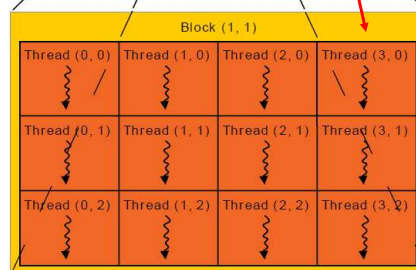 Block (1, 1)
Thread (0, 0) Thread (1, 0) Thread (2, 0) Thread (3, 0)
Thread (0, 1) Thread (1, 1) Thread (2, 1) Thread (3, 1)
Thread (0, 2) Thread (1, 2) Thread (2, 2) Thread (3, 2)